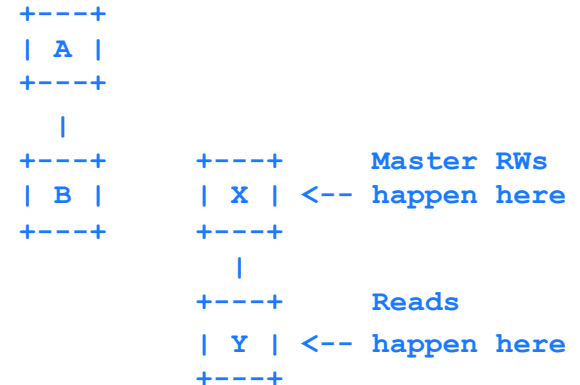 +---+
| A |
+---+
  |
+---+     +---+     Master RWs
| B |     | X | <-- happen here
+---+     +---+
            |
          +---+     Reads
          | Y | <-- happen here
          +---+